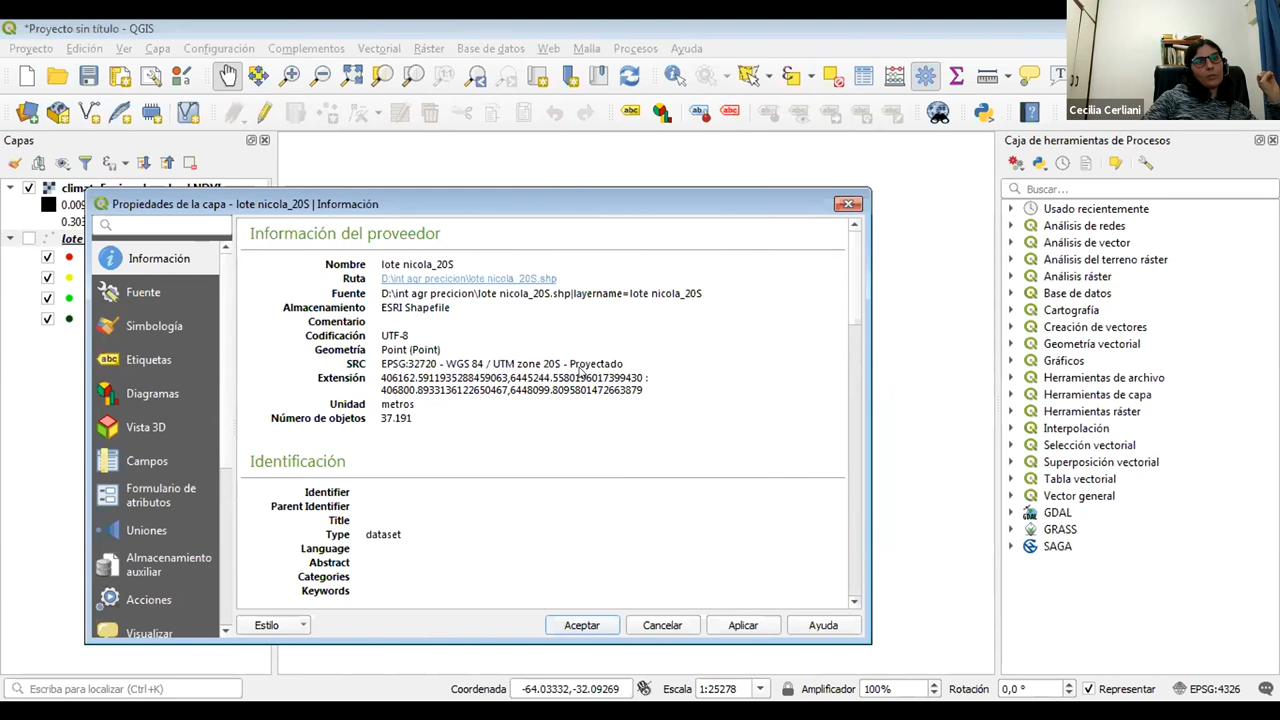 *Proyecto sin título - QGIS
Proyecto Edición Ver Capa Configuración Complementos Vectorial Ráster Base de datos Web Malla Procesos Ayuda
Cecilia Cerliani
Capas
0.009
0.303
lote
Propiedades de la capa - lote nicola_20S | Información
Información
Fuente
Simbología
Etiquetas
Diagramas
Vista 3D
Campos
Formulario de
atributos
Uniones
Almacenamiento
auxiliar
Acciones
Visualizar
Información del proveedor
Nombre lote nicola_20S
Ruta D:\int agr precicion\lote nicola_20S.shp
Fuente D:\int agr precicion\lote nicola_20S.shp|layername=lote nicola_20S
Almacenamiento ESRI Shapefile
Comentario
Codificación UTF-8
Geometría Point (Point)
SRC EPSG:32720 - WGS 84 / UTM zone 20S - Proyectado
Extensión 406162.5911935288459063,6445244.5580196017399430 :
406800.8933136122650467,6448099.8095801472663879
Unidad metros
Número de objetos 37.191
Identificación
Identifier
Parent Identifier
Title
Type dataset
Language
Abstract
Categories
Keywords
Estilo Aceptar Cancelar Aplicar Ayuda
Caja de herramientas de Procesos
Buscar...
Usado recientemente
Análisis de redes
Análisis de vector
Análisis del terreno ráster
Análisis ráster
Base de datos
Cartografía
Creación de vectores
Geometría vectorial
Gráficos
Herramientas de archivo
Herramientas de capa
Herramientas ráster
Interpolación
Selección vectorial
Superposición vectorial
Tabla vectorial
Vector general
GDAL
GRASS
SAGA
Escriba para localizar (Ctrl+K) Coordenada -64.03332,-32.09269 Escala 1:25278 Amplificador 100% Rotación 0,0 ° Representar EPSG:4326